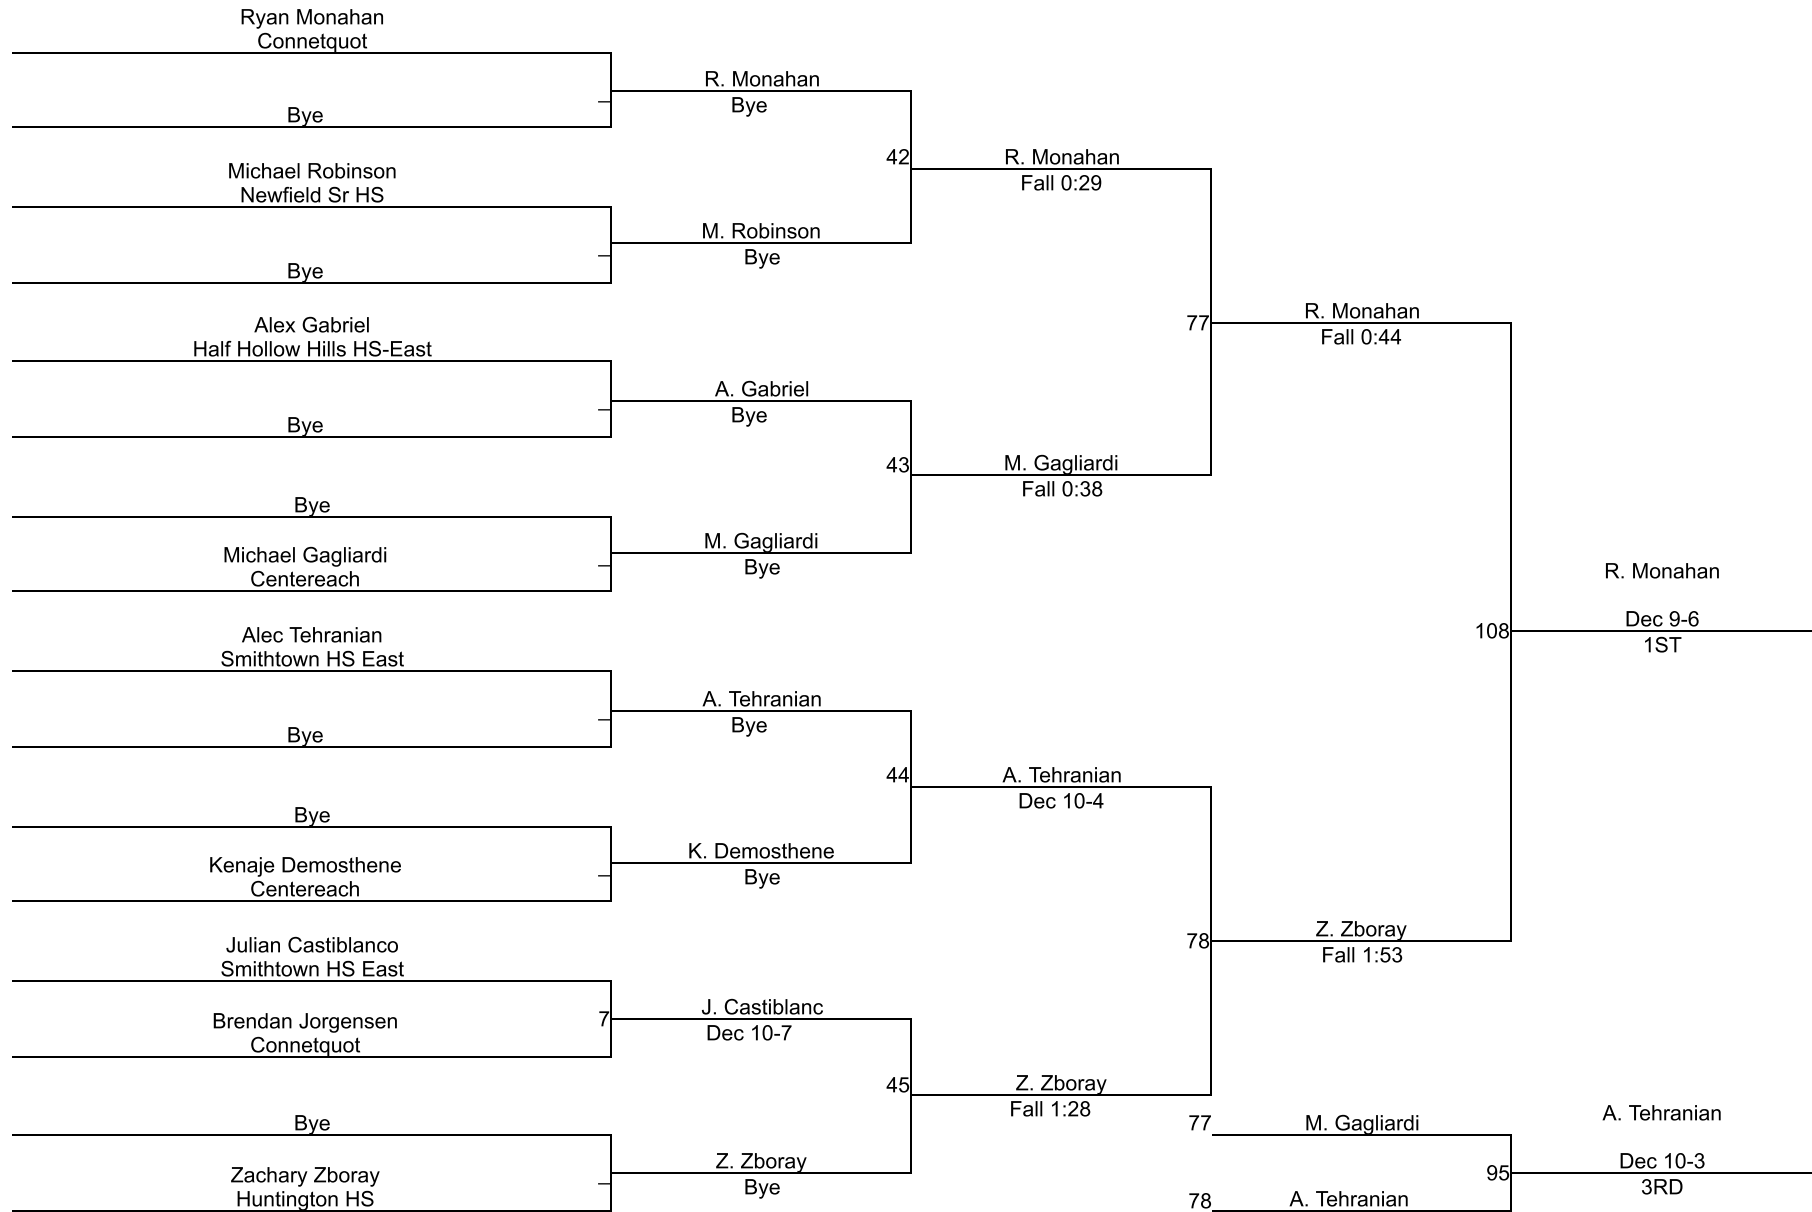 Ryan Monahan
Connetquot
Bye
Michael Robinson
Newfield Sr HS
Bye
Alex Gabriel
Half Hollow Hills HS-East
Bye
Bye
Michael Gagliardi
Centereach
Alec Tehranian
Smithtown HS East
Bye
Bye
Kenaje Demosthene
Centereach
Julian Castiblanco
Smithtown HS East
Brendan Jorgensen
Connetquot
Bye
Zachary Zboray
Huntington HS
R. Monahan
Bye
M. Robinson
Bye
A. Gabriel
Bye
M. Gagliardi
Bye
A. Tehranian
Bye
K. Demosthene
Bye
7
J. Castiblanc
Dec 10-7
Z. Zboray
Bye
42
R. Monahan
Fall 0:29
43
M. Gagliardi
Fall 0:38
44
A. Tehranian
Dec 10-4
45
Z. Zboray
Fall 1:28
77
R. Monahan
Fall 0:44
78
Z. Zboray
Fall 1:53
108
R. Monahan
Dec 9-6
1ST
77
M. Gagliardi
78
A. Tehranian
95
A. Tehranian
Dec 10-3
3RD